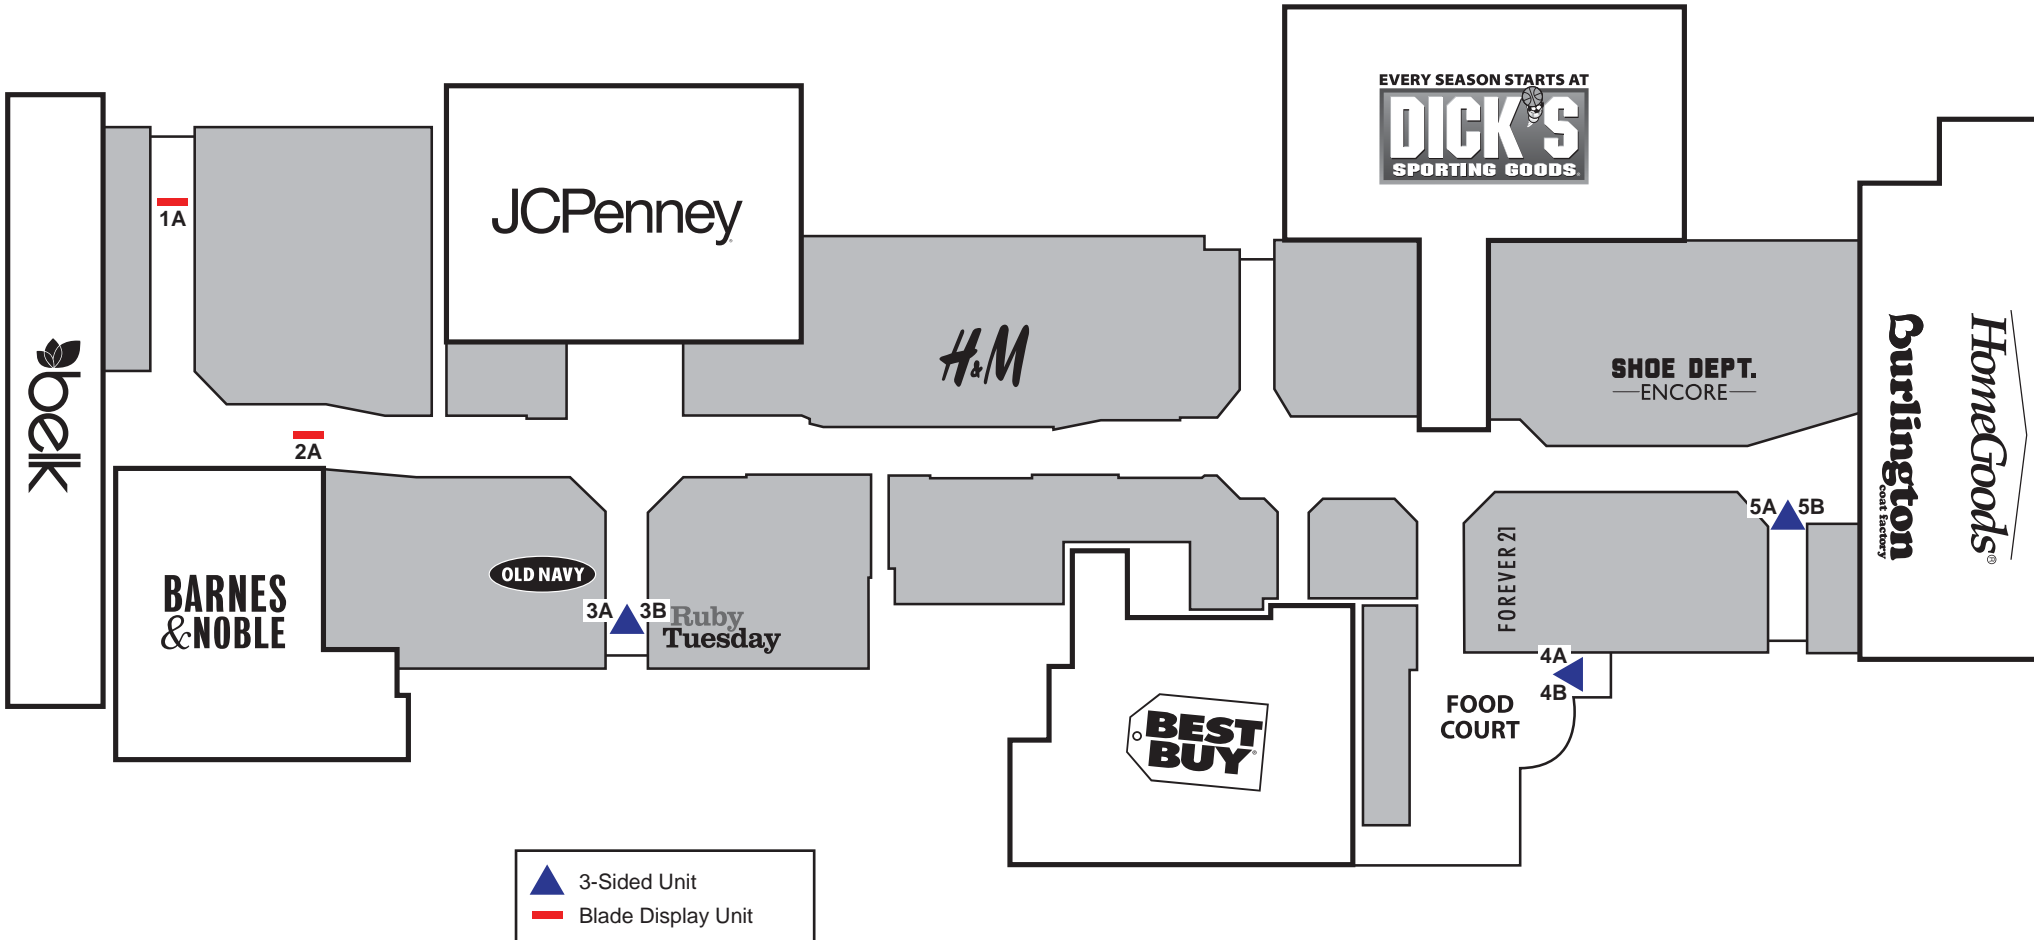 EVERY SEASON STARTS AT
DICK'S
SPORTING GOODS
1A
JCPenney
belk
H&M
SHOE DEPT.
ENCORE
Burlington
coat factory
HomeGoods®
2A
BARNES
&NOBLE
OLD NAVY
3A 3B
Ruby
Tuesday
5A 5B
FOREVER 21
4A
4B
FOOD
COURT
BEST
BUY
3-Sided Unit
Blade Display Unit